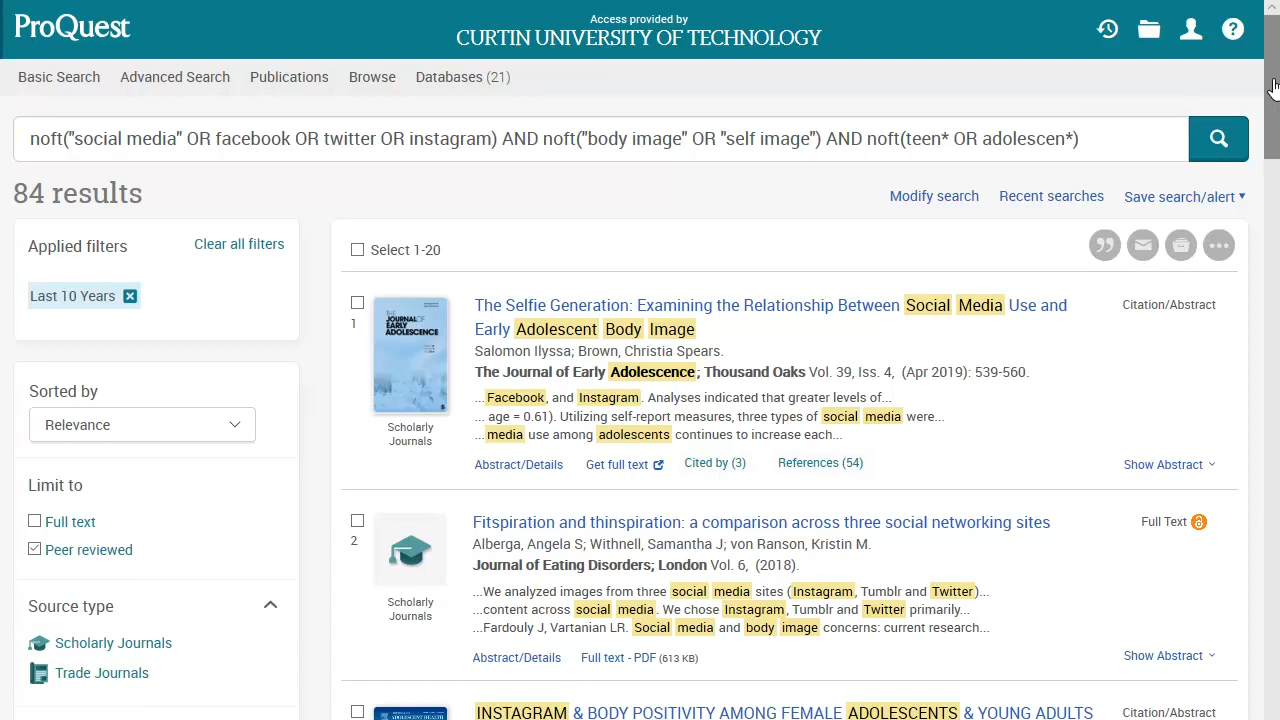 ProQuest
Access provided by
CURTIN UNIVERSITY OF TECHNOLOGY
Basic Search Advanced Search Publications Browse Databases (21)
noft("social media" OR facebook OR twitter OR instagram) AND noft("body image" OR "self image") AND noft(teen* OR adolescen*)
84 results
Modify search Recent searches Save search/alert
Applied filters Clear all filters
Last 10 Years
Sorted by
Relevance
Limit to
Full text
Peer reviewed
Source type
Scholarly Journals
Trade Journals
Select 1-20
1
THE JOURNAL OF EARLY ADOLESCENCE
Scholarly
Journals
The Selfie Generation: Examining the Relationship Between Social Media Use and
Early Adolescent Body Image
Citation/Abstract
Salomon Ilyssa; Brown, Christia Spears.
The Journal of Early Adolescence; Thousand Oaks Vol. 39, Iss. 4, (Apr 2019): 539-560.
...Facebook, and Instagram. Analyses indicated that greater levels of...
... age = 0.61). Utilizing self-report measures, three types of social media were...
...media use among adolescents continues to increase each...
Abstract/Details Get full text Cited by (3) References (54) Show Abstract
2
Scholarly
Journals
Fitspiration and thinspiration: a comparison across three social networking sites
Full Text
Alberga, Angela S; Withnell, Samantha J; von Ranson, Kristin M.
Journal of Eating Disorders; London Vol. 6, (2018).
...We analyzed images from three social media sites (Instagram, Tumblr and Twitter)...
...content across social media. We chose Instagram, Tumblr and Twitter primarily...
...Fardouly J, Vartanian LR. Social media and body image concerns: current research...
Abstract/Details Full text - PDF (613 KB) Show Abstract
INSTAGRAM & BODY POSITIVITY AMONG FEMALE ADOLESCENTS & YOUNG ADULTS
Citation/Abstract
ADOLESCENT HEALTH